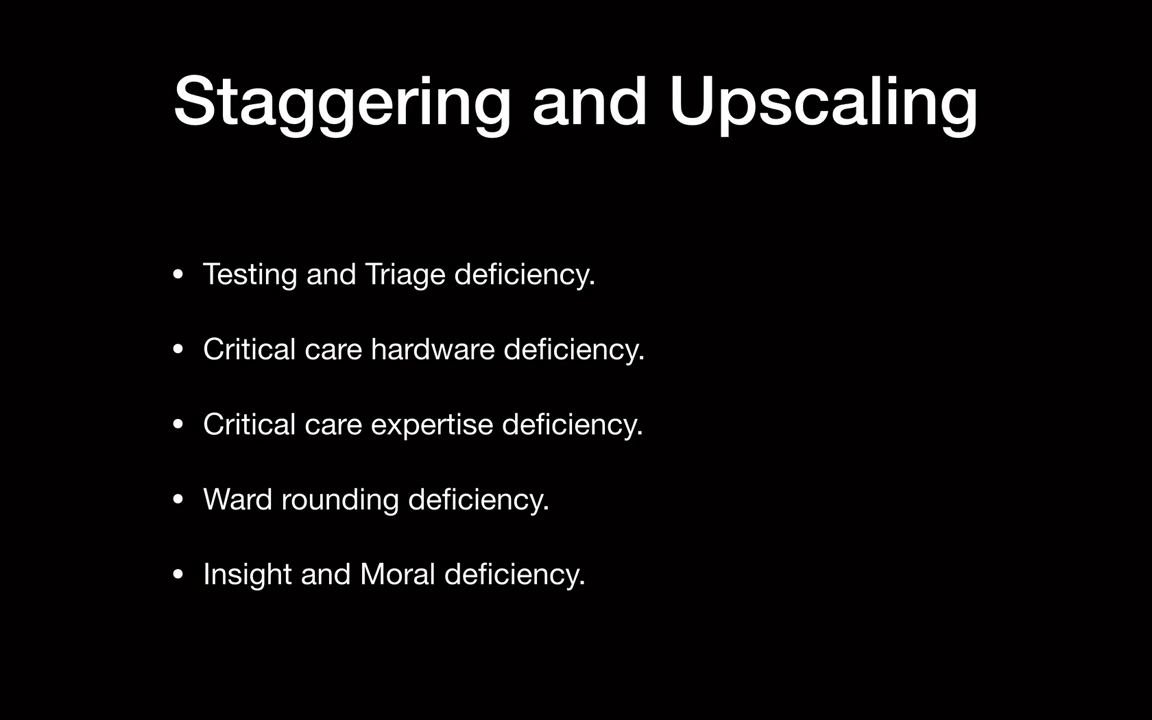 Staggering and Upscaling
• Testing and Triage deficiency.
• Critical care hardware deficiency.
• Critical care expertise deficiency.
• Ward rounding deficiency.
• Insight and Moral deficiency.